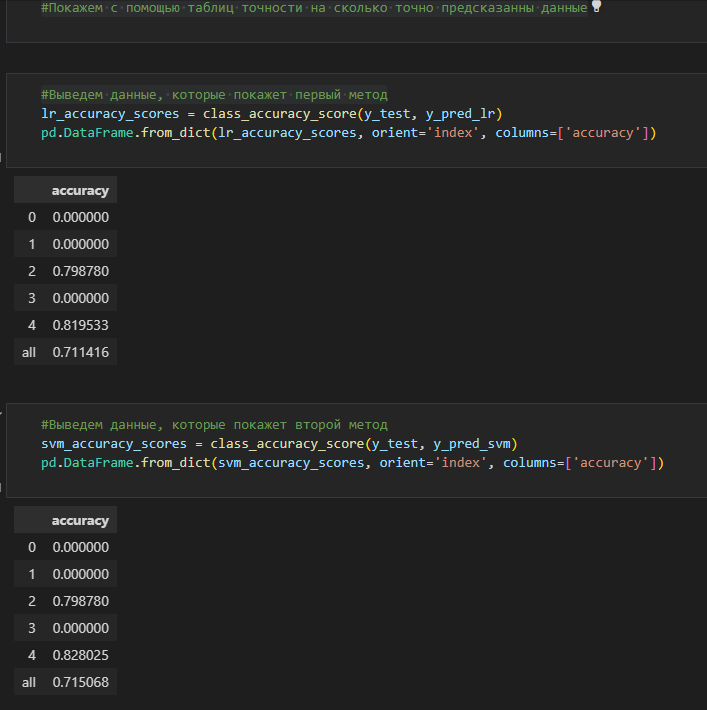 #Покажем с помощью таблиц точности на сколько точно предсказанны данные
#Выведем данные, которые покажет первый метод
lr_accuracy_scores = class_accuracy_score(y_test, y_pred_lr)
pd.DataFrame.from_dict(lr_accuracy_scores, orient='index', columns=['accuracy'])
accuracy
0 0.000000
1 0.000000
2 0.798780
3 0.000000
4 0.819533
all 0.711416
#Выведем данные, которые покажет второй метод
svm_accuracy_scores = class_accuracy_score(y_test, y_pred_svm)
pd.DataFrame.from_dict(svm_accuracy_scores, orient='index', columns=['accuracy'])
accuracy
0 0.000000
1 0.000000
2 0.798780
3 0.000000
4 0.828025
all 0.715068